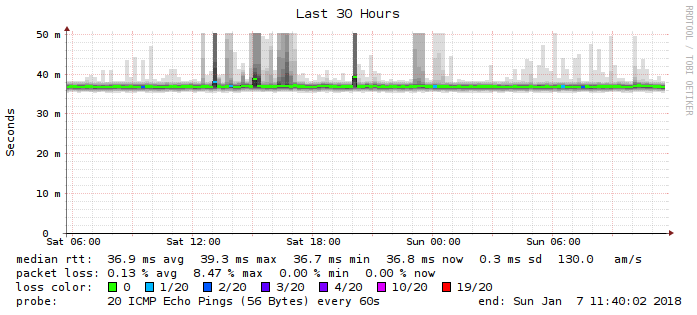 Last 30 Hours
RRDTOOL / TOBI OETIKER
Seconds
50 m
40 m
30 m
20 m
10 m
0
Sat 06:00 Sat 12:00 Sat 18:00 Sun 00:00 Sun 06:00
median rtt: 36.9 ms avg 39.3 ms max 36.7 ms min 36.8 ms now 0.3 ms sd 130.0 am/s
packet loss: 0.13 % avg 8.47 % max 0.00 % min 0.00 % now
loss color: 0 1/20 2/20 3/20 4/20 10/20 19/20
probe: 20 ICMP Echo Pings (56 Bytes) every 60s end: Sun Jan 7 11:40:02 2018